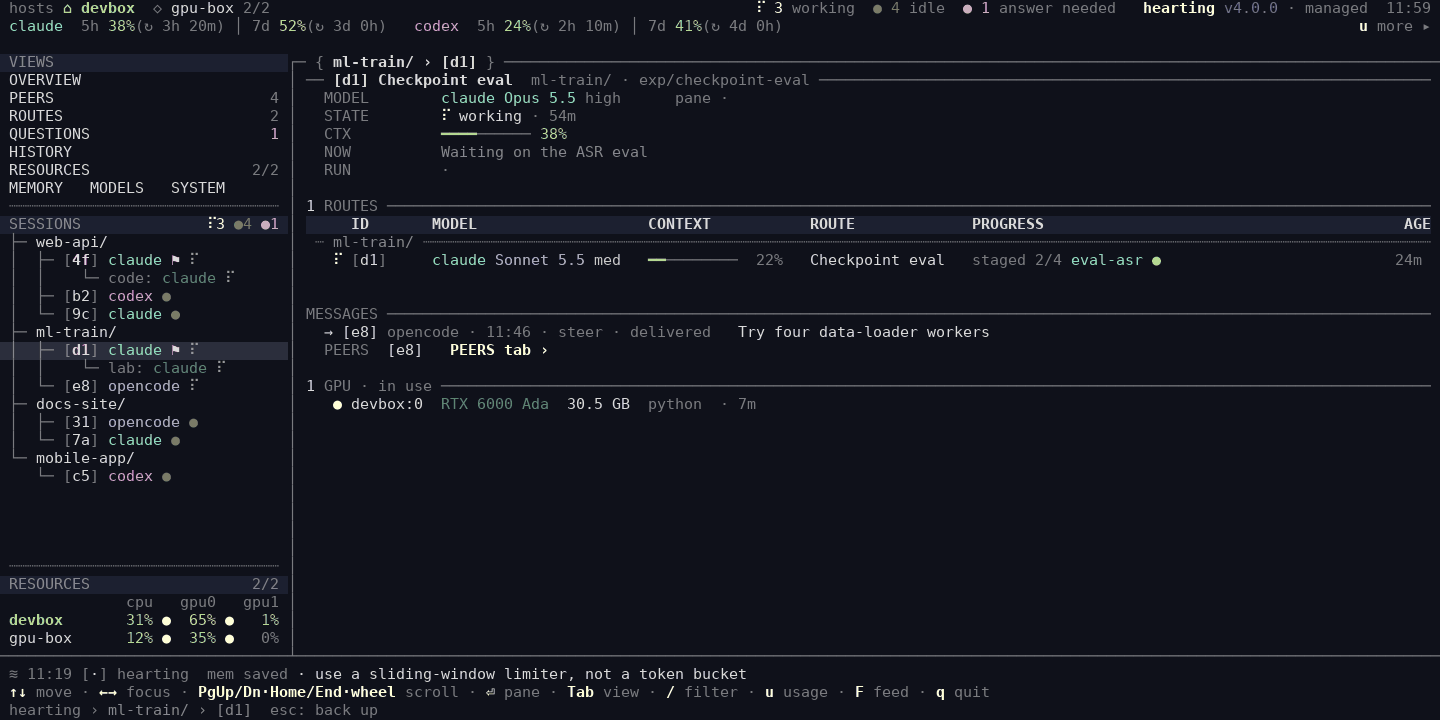 hosts ⌂ devbox ◇ gpu-box 2/2 ⠏ 3 working ● 4 idle ● 1 answer needed hearting v4.0.0 · managed 11:59
claude 5h 38%(↻ 3h 20m) │ 7d 52%(↻ 3d 0h) codex 5h 24%(↻ 2h 10m) │ 7d 41%(↻ 4d 0h) u more ▸
VIEWS
OVERVIEW
PEERS 4
ROUTES 2
QUESTIONS 1
HISTORY
RESOURCES 2/2
MEMORY MODELS SYSTEM
SESSIONS ⠏3 ●4 ●1
├─ web-api/
│ ├─ [4f] claude ⚑ ⠏
│ │ └─ code: claude ⠏
│ ├─ [b2] codex ●
│ └─ [9c] claude ●
├─ ml-train/
│ ├─ [d1] claude ⚑ ⠏
│ │ └─ lab: claude ⠏
│ └─ [e8] opencode ⠏
├─ docs-site/
│ ├─ [31] opencode ●
│ └─ [7a] claude ●
└─ mobile-app/
└─ [c5] codex ●
RESOURCES 2/2
cpu gpu0 gpu1
devbox 31% ● 65% ● 1%
gpu-box 12% ● 35% ● 0%
{ ml-train/ › [d1] }
[d1] Checkpoint eval ml-train/ · exp/checkpoint-eval
MODEL claude Opus 5.5 high pane ·
STATE ⠏ working · 54m
CTX 38%
NOW Waiting on the ASR eval
RUN ·
1 ROUTES
ID MODEL CONTEXT ROUTE PROGRESS AGE
ml-train/
⠏ [d1] claude Sonnet 5.5 med 22% Checkpoint eval staged 2/4 eval-asr ● 24m
MESSAGES
→ [e8] opencode · 11:46 · steer · delivered Try four data-loader workers
PEERS [e8] PEERS tab ›
1 GPU · in use
● devbox:0 RTX 6000 Ada 30.5 GB python · 7m
≋ 11:19 [·] hearting mem saved · use a sliding-window limiter, not a token bucket
↑↓ move · ←→ focus · PgUp/Dn·Home/End·wheel scroll · ⏎ pane · Tab view · / filter · u usage · F feed · q quit
hearting › ml-train/ › [d1] esc: back up